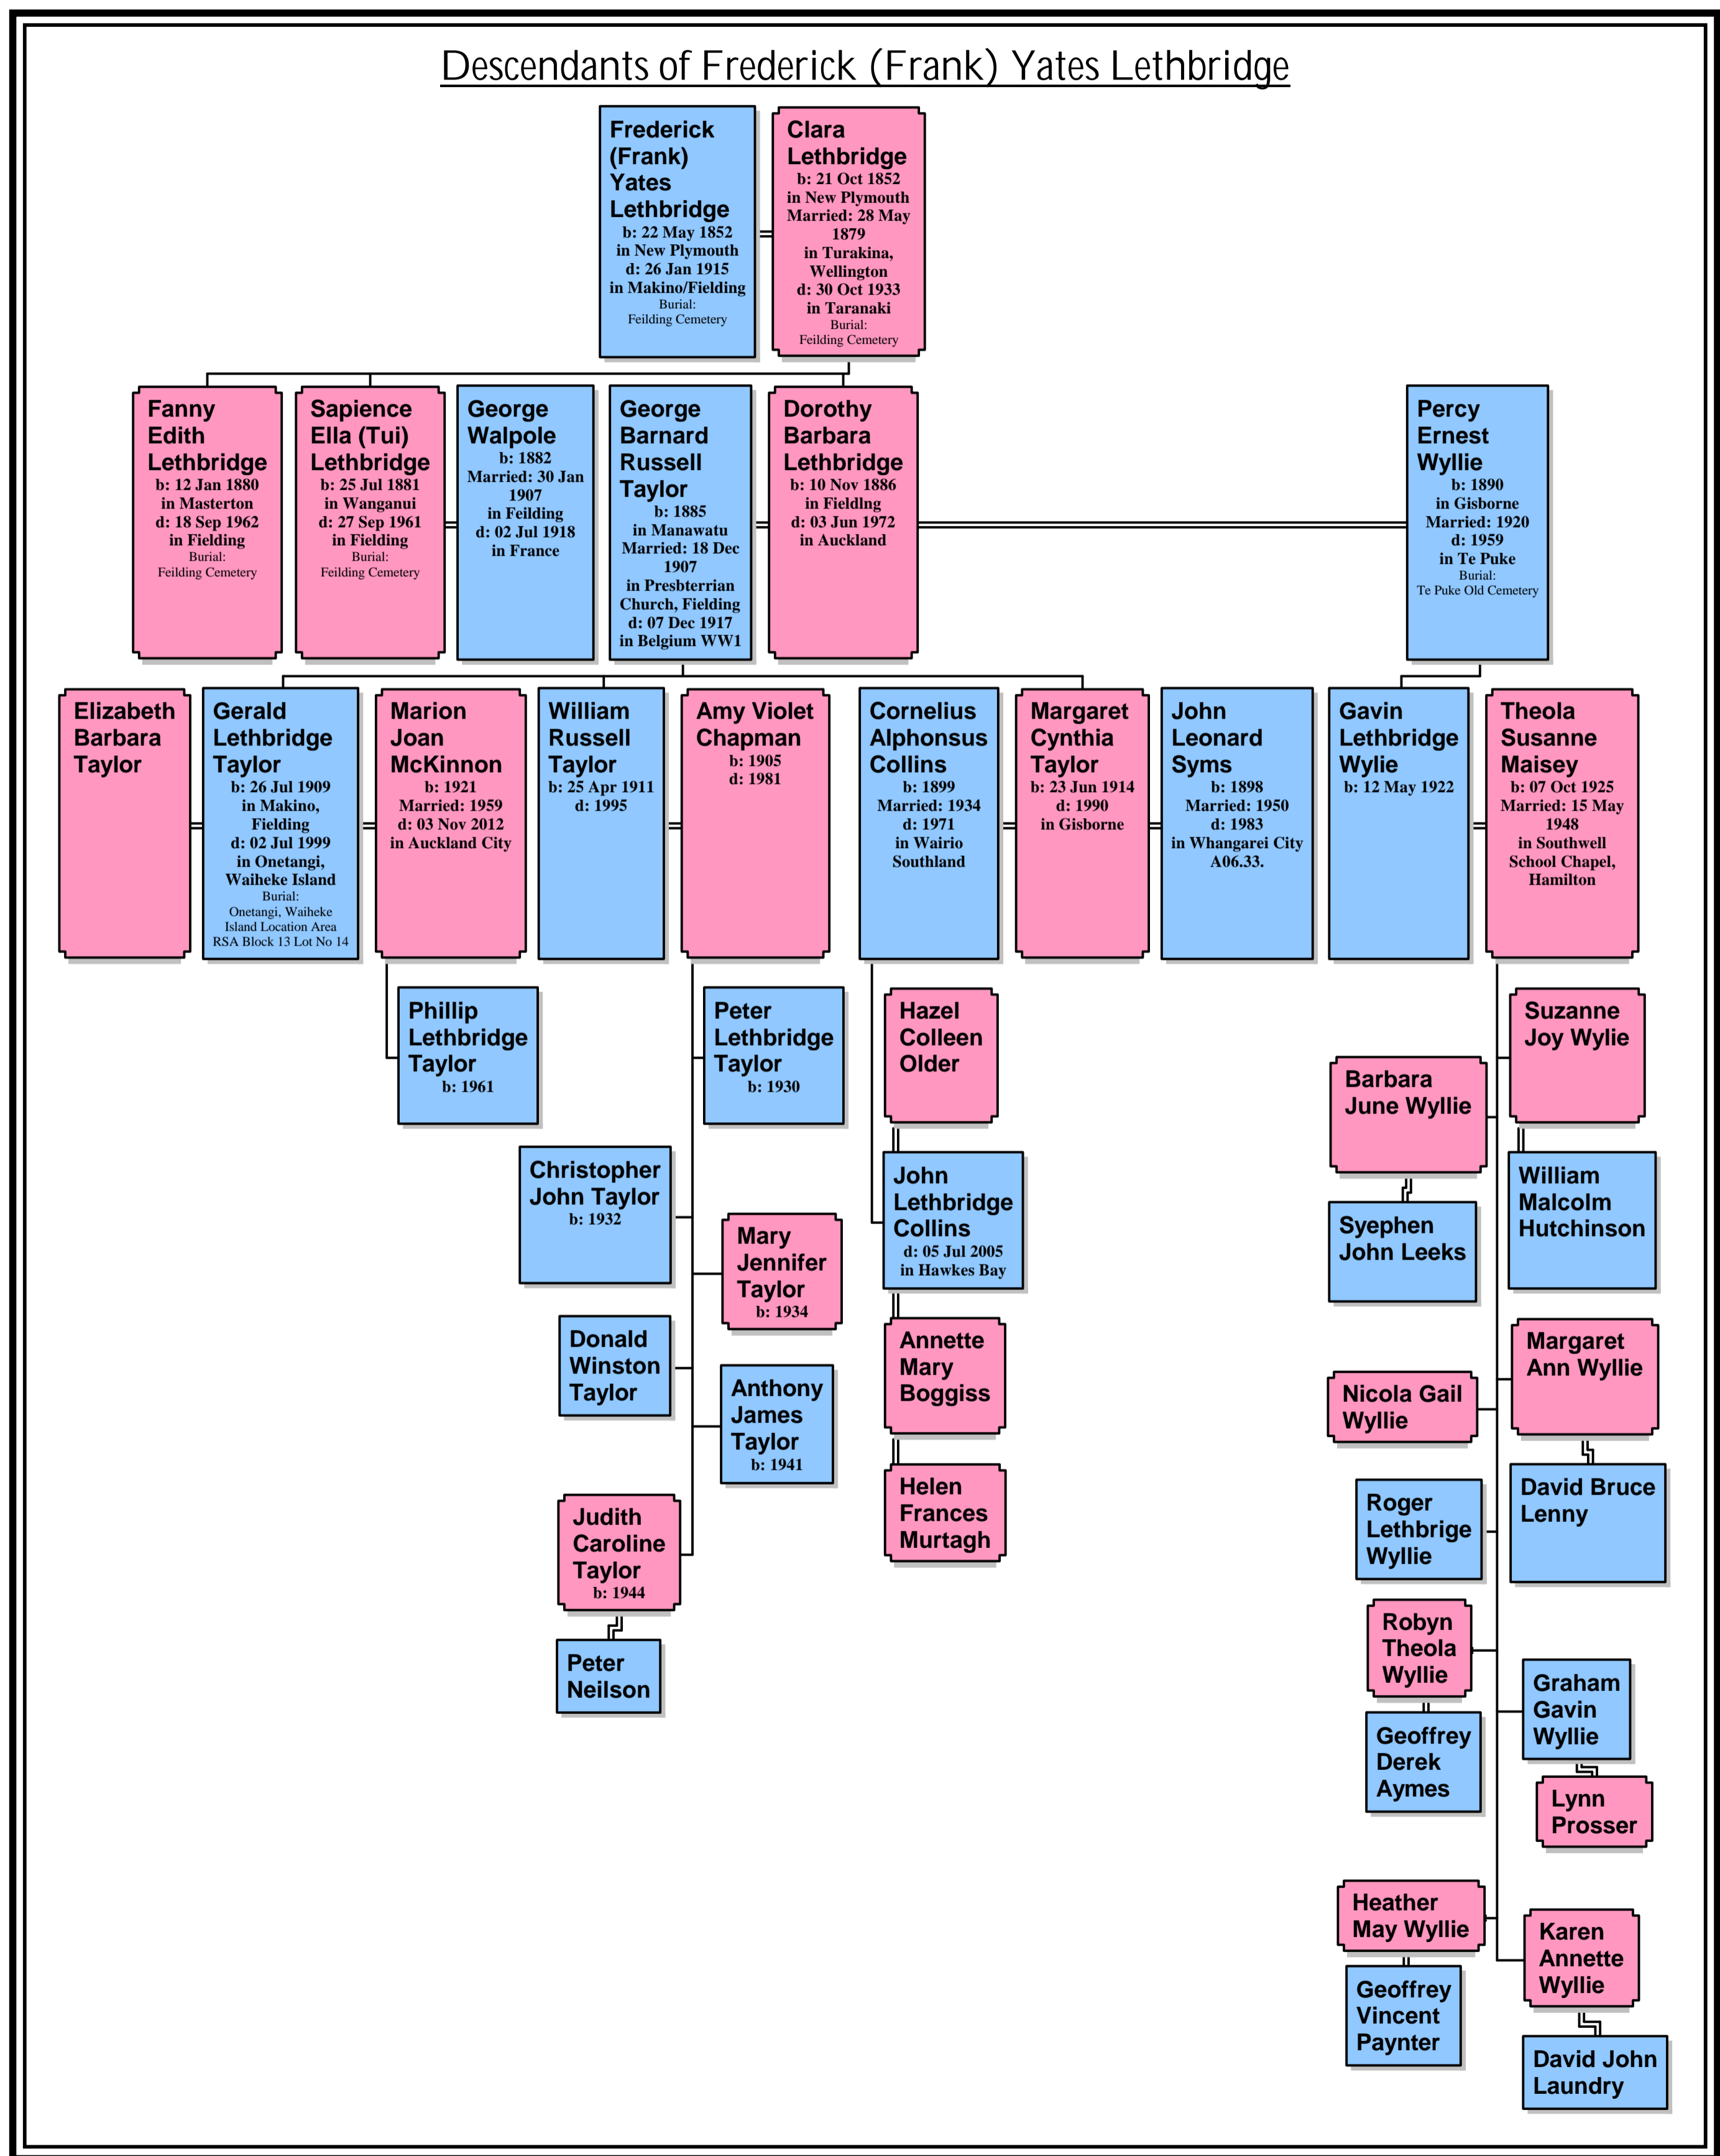 Descendants of Frederick (Frank) Yates Lethbridge
Frederick
(Frank)
Yates
Lethbridge
b: 22 May 1852
in New Plymouth
d: 26 Jan 1915
in Makino/Fielding
Burial:
Feilding Cemetery
Clara
Lethbridge
b: 21 Oct 1852
in New Plymouth
Married: 28 May
1879
in Turakina,
Wellington
d: 30 Oct 1933
in Taranaki
Burial:
Feilding Cemetery
Fanny
Edith
Lethbridge
b: 12 Jan 1880
in Masterton
d: 18 Sep 1962
in Fielding
Burial:
Feilding Cemetery
Sapience
Ella (Tui)
Lethbridge
b: 25 Jul 1881
in Wanganui
d: 27 Sep 1961
in Fielding
Burial:
Feilding Cemetery
George
Walpole
b: 1882
Married: 30 Jan
1907
in Feilding
d: 02 Jul 1918
in France
George
Barnard
Russell
Taylor
b: 1885
in Manawatu
Married: 18 Dec
1907
in Presbterrian
Church, Fielding
d: 07 Dec 1917
in Belgium WW1
Dorothy
Barbara
Lethbridge
b: 10 Nov 1886
in Fieldlng
d: 03 Jun 1972
in Auckland
Percy
Ernest
Wyllie
b: 1890
in Gisborne
Married: 1920
d: 1959
in Te Puke
Burial:
Te Puke Old Cemetery
Elizabeth
Barbara
Taylor
Gerald
Lethbridge
Taylor
b: 26 Jul 1909
in Makino,
Fielding
d: 02 Jul 1999
in Onetangi,
Waiheke Island
Burial:
Onetangi, Waiheke
Island Location Area
RSA Block 13 Lot No 14
Marion
Joan
McKinnon
b: 1921
Married: 1959
d: 03 Nov 2012
in Auckland City
William
Russell
Taylor
b: 25 Apr 1911
d: 1995
Amy Violet
Chapman
b: 1905
d: 1981
Cornelius
Alphonsus
Collins
b: 1899
Married: 1934
d: 1971
in Wairio
Southland
Margaret
Cynthia
Taylor
b: 23 Jun 1914
d: 1990
in Gisborne
John
Leonard
Syms
b: 1898
Married: 1950
d: 1983
in Whangarei City
A06.33.
Gavin
Lethbridge
Wylie
b: 12 May 1922
Theola
Susanne
Maisey
b: 07 Oct 1925
Married: 15 May
1948
in Southwell
School Chapel,
Hamilton
Phillip
Lethbridge
Taylor
b: 1961
Peter
Lethbridge
Taylor
b: 1930
Christopher
John Taylor
b: 1932
Mary
Jennifer
Taylor
b: 1934
Donald
Winston
Taylor
Anthony
James
Taylor
b: 1941
Judith
Caroline
Taylor
b: 1944
Peter
Neilson
Hazel
Colleen
Older
John
Lethbridge
Collins
d: 05 Jul 2005
in Hawkes Bay
Annette
Mary
Boggiss
Helen
Frances
Murtagh
Suzanne
Joy Wylie
Barbara
June Wyllie
William
Malcolm
Hutchinson
Syephen
John Leeks
Margaret
Ann Wyllie
Nicola Gail
Wyllie
David Bruce
Lenny
Roger
Lethbrige
Wyllie
Robyn
Theola
Wyllie
Geoffrey
Derek
Aymes
Graham
Gavin
Wyllie
Lynn
Prosser
Heather
May Wyllie
Geoffrey
Vincent
Paynter
Karen
Annette
Wyllie
David John
Laundry